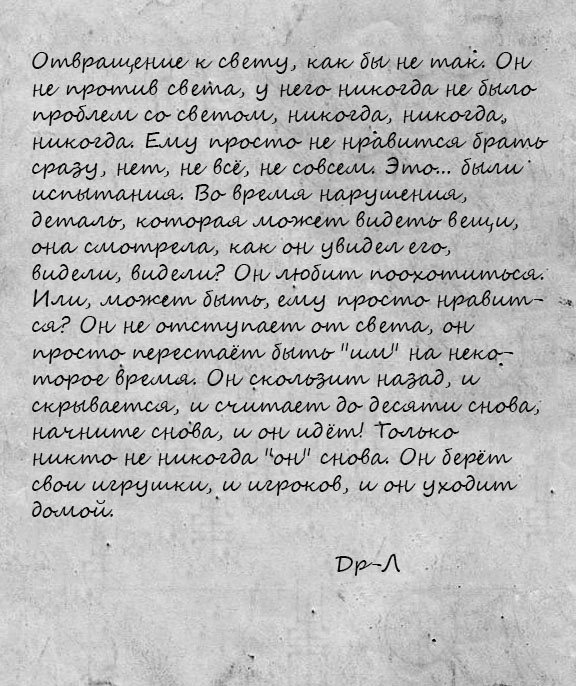 Отвращение к свету, как бы не так. Он
не против света, у него никогда не было
проблем со светом, никогда, никогда,
никогда. Ему просто не нравится брать
сразу, нет, не всё, не совсем. Это... были
испытания. Во время нарушения,
деталь, которая может видеть вещи,
она смотрела, как он увидел его,
видели, видели? Он любит поохотиться.
Или, может быть, ему просто нравит-
ся? Он не отступает от света, он
просто перестаёт быть "им" на неко-
торое время. Он скользит назад, и
скрывается, и считает до десяти снова,
начните снова, и он идёт! Только
никто не никогда "он" снова. Он берёт
свои игрушки, и игроков, и он уходит
домой.
Др-Л